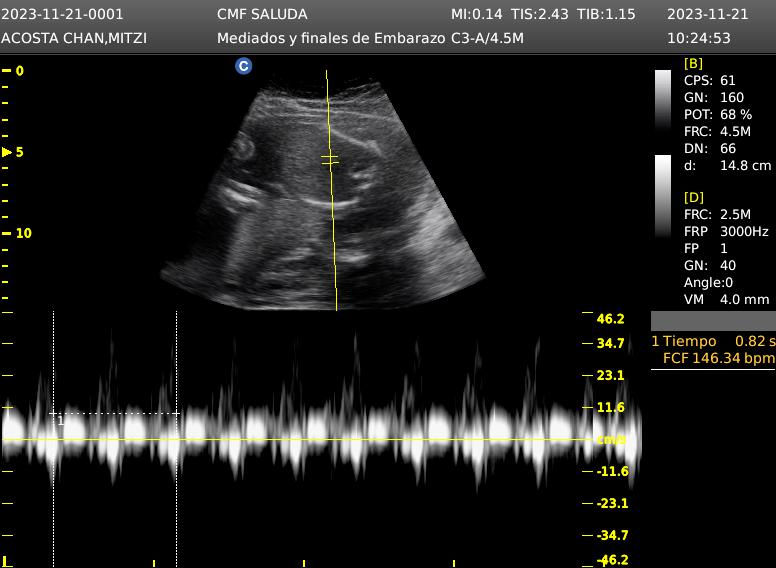 2023-11-21-0001 CMF SALUDA MI:0.14 TIS:2.43 TIB:1.15 2023-11-21
ACOSTA CHAN,MITZI Mediados y finales de Embarazo C3-A/4.5M 10:24:53
C
0
5
10
[B]
CPS: 61
GN: 160
POT: 68 %
FRC: 4.5M
DN: 66
d: 14.8 cm
[D]
FRC: 2.5M
FRP 3000Hz
FP 1
GN: 40
Angle:0
VM 4.0 mm
1 Tiempo 0.82 s
FCF 146.34 bpm
46.2
34.7
23.1
11.6
cm/s
-11.6
-23.1
-34.7
-46.2
1